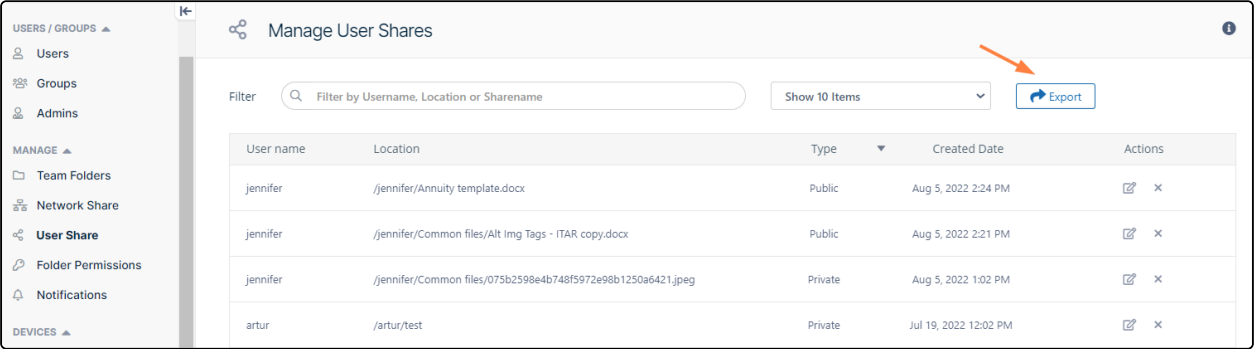 USERS / GROUPS
Users
Groups
Admins
MANAGE
Team Folders
Network Share
User Share
Folder Permissions
Notifications
DEVICES
Manage User Shares
Filter
Filter by Username, Location or Sharename
Show 10 Items
Export
User name Location Type Created Date Actions
jennifer /jennifer/Annuity template.docx Public Aug 5, 2022 2:24 PM
jennifer /jennifer/Common files/Alt Img Tags - ITAR copy.docx Public Aug 5, 2022 2:21 PM
jennifer /jennifer/Common files/075b2598e4b748f5972e98b1250a6421.jpeg Private Aug 5, 2022 1:02 PM
artur /artur/test Private Jul 19, 2022 12:02 PM